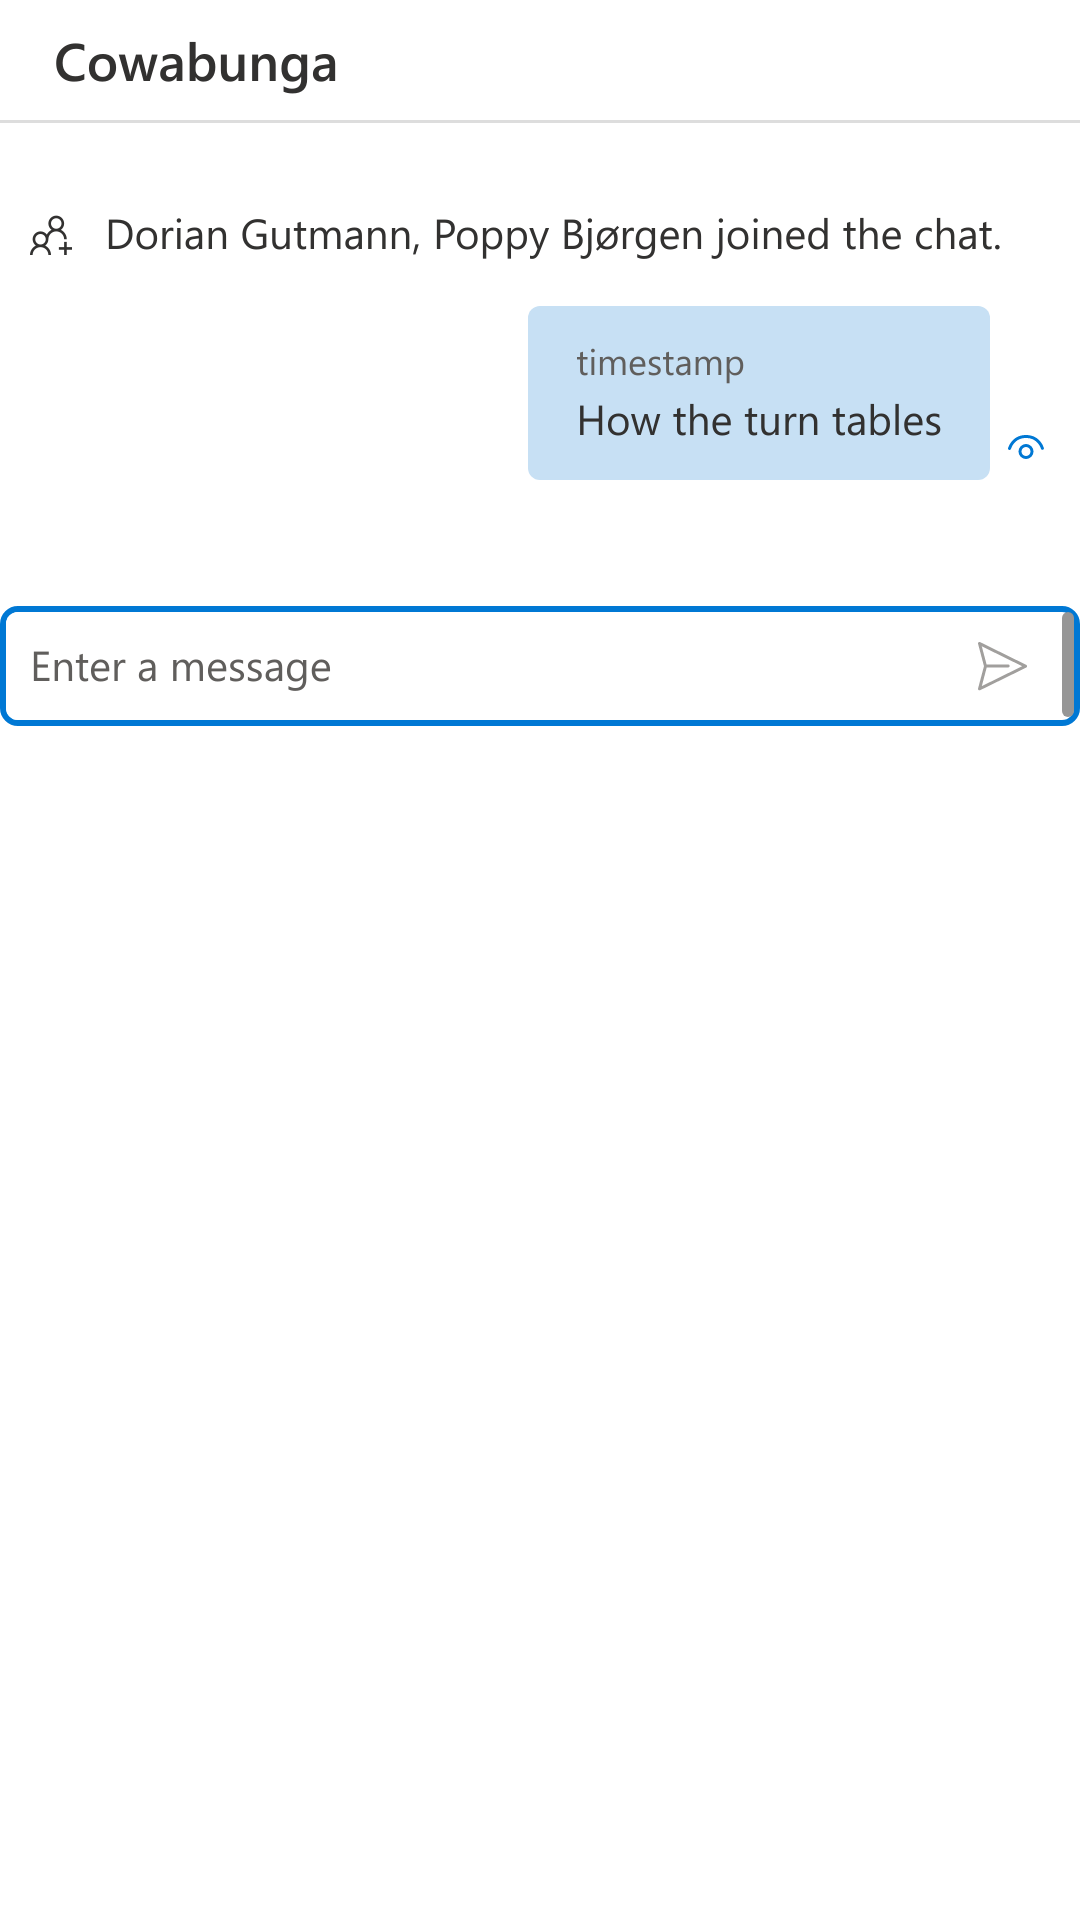 Cowabunga
Dorian Gutmann, Poppy Bjørgen joined the chat.
timestamp
How the turn tables
Enter a message